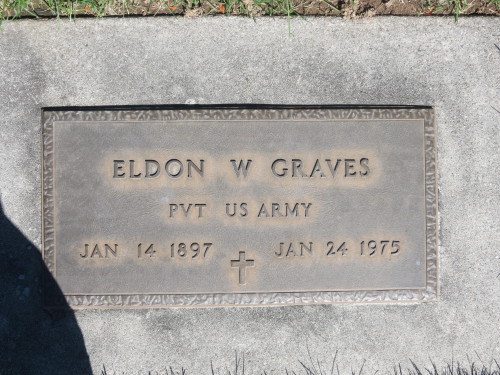 ELDON W GRAVES
PVT US ARMY
JAN 14 1897 JAN 24 1975